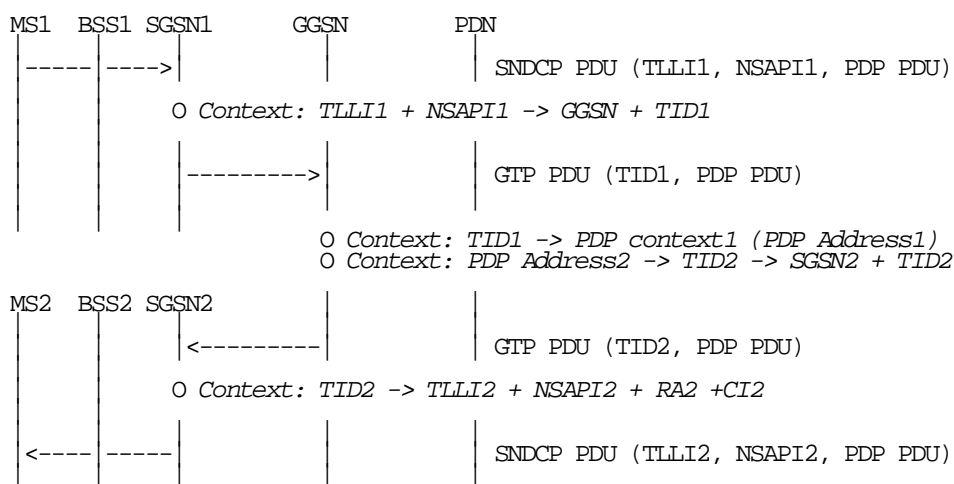 MS1 BSS1 SGSN1 GGSN PDN
SNDCP PDU (TLLI1, NSAPI1, PDP PDU)
O Context: TLLI1 + NSAPI1 -> GGSN + TID1
GTP PDU (TID1, PDP PDU)
O Context: TID1 -> PDP context1 (PDP Address1)
O Context: PDP Address2 -> TID2 -> SGSN2 + TID2
MS2 BSS2 SGSN2
GTP PDU (TID2, PDP PDU)
O Context: TID2 -> TLLI2 + NSAPI2 + RA2 +CI2
SNDCP PDU (TLLI2, NSAPI2, PDP PDU)